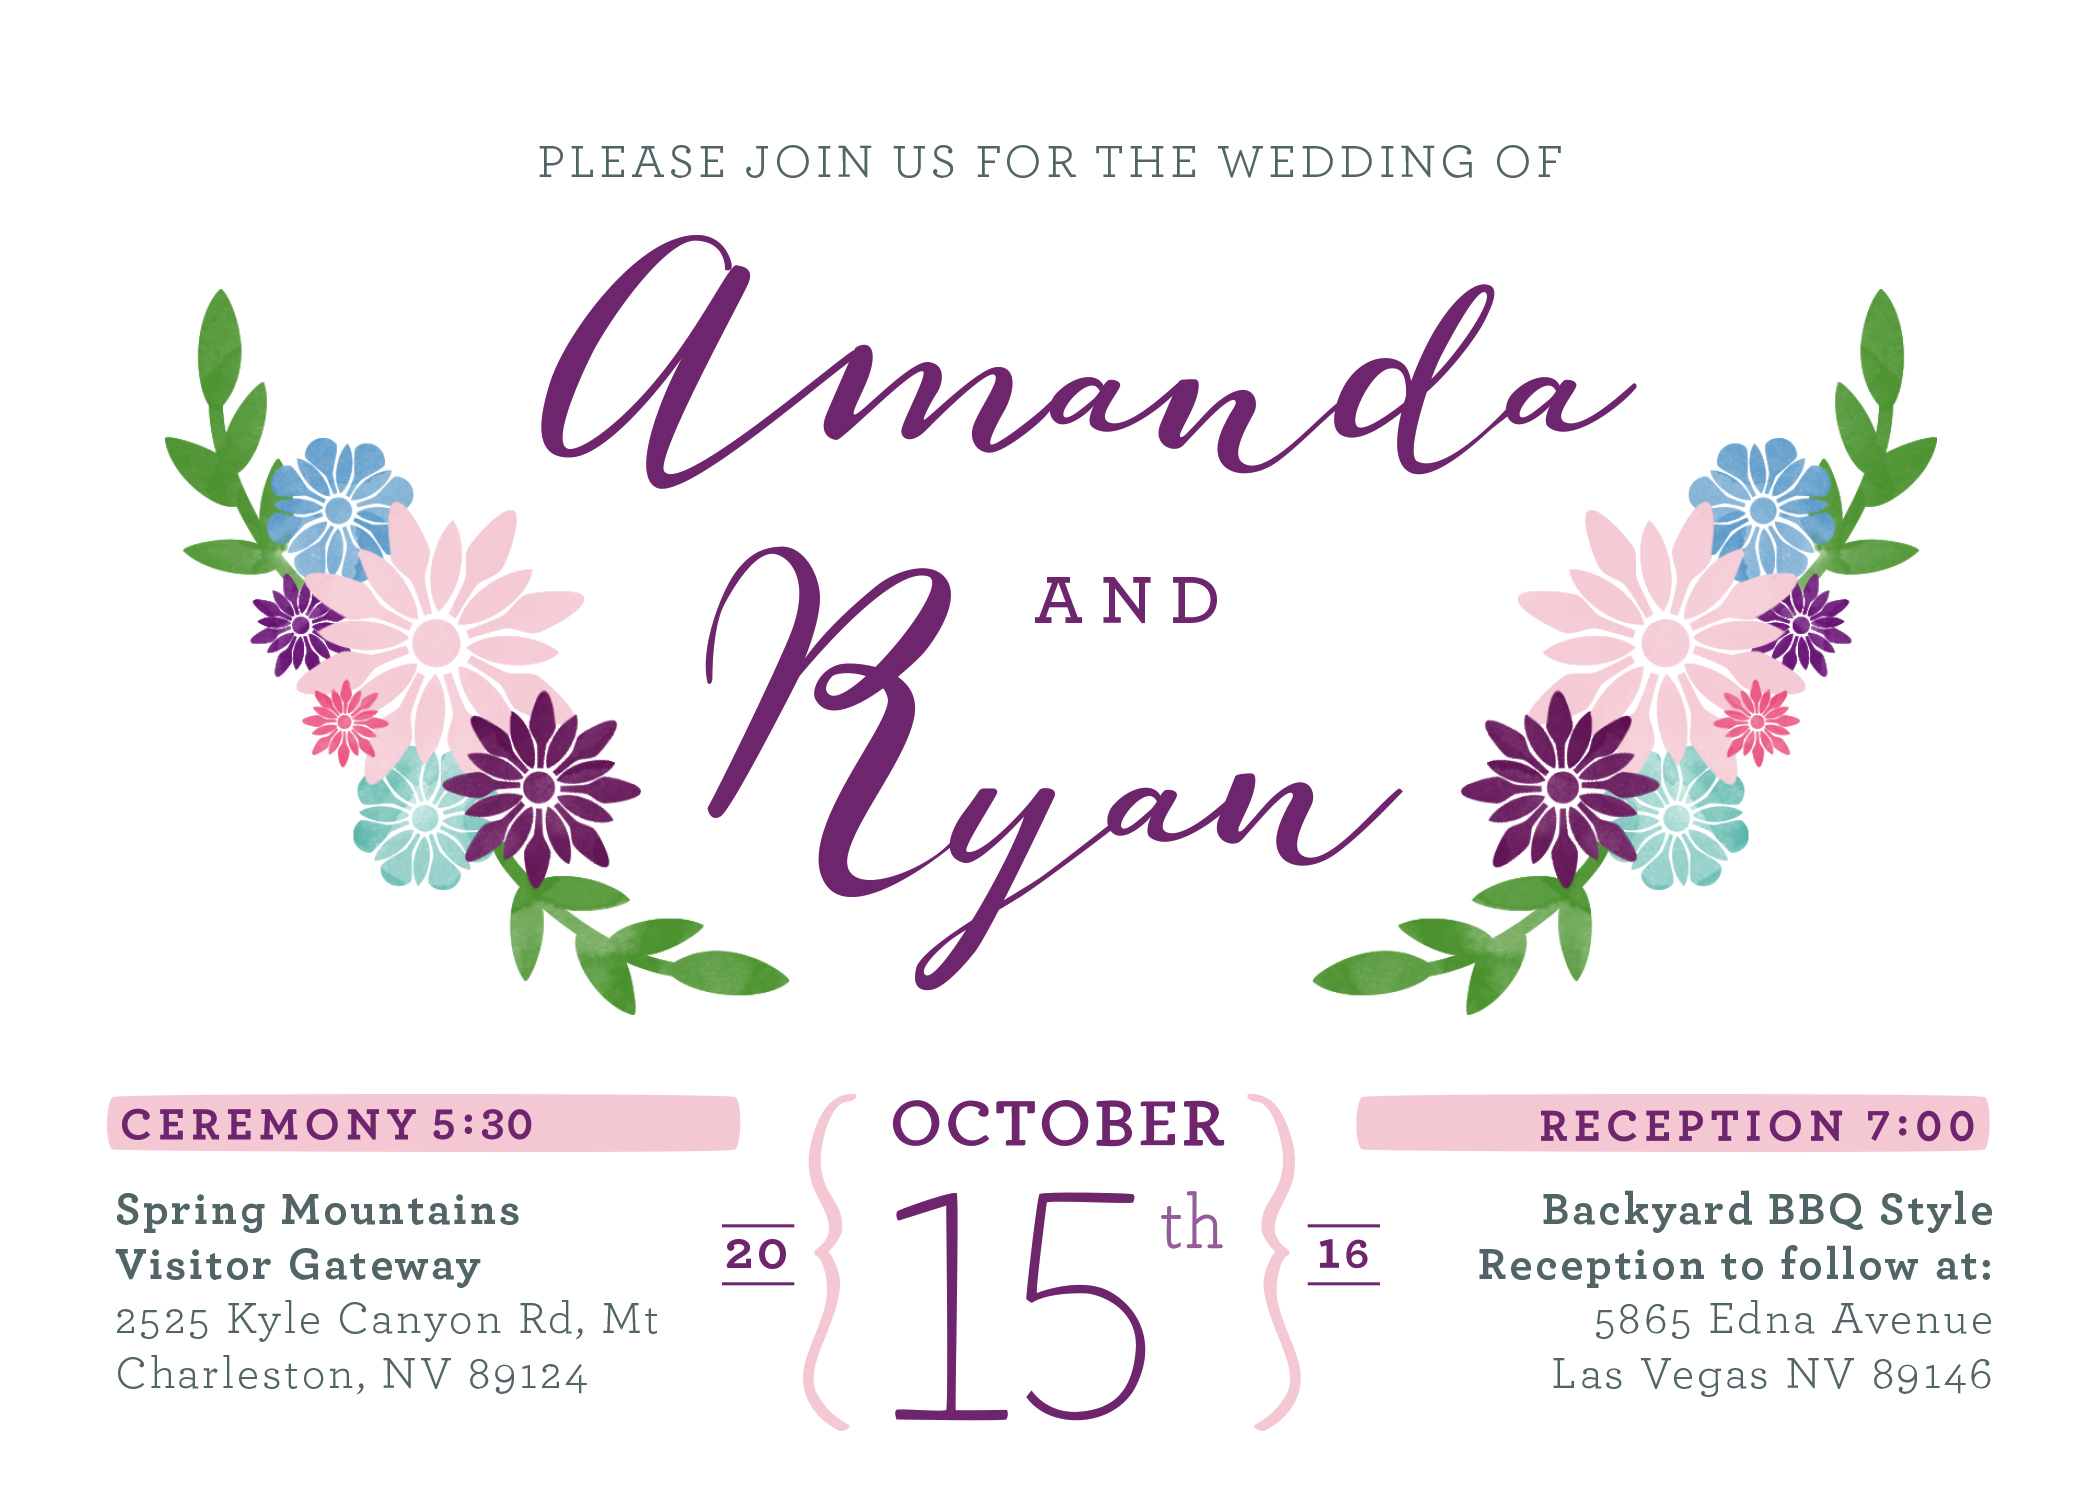 PLEASE JOIN US FOR THE WEDDING OF
Amanda
AND
Ryan
CEREMONY 5:30
Spring Mountains
Visitor Gateway
2525 Kyle Canyon Rd, Mt
Charleston, NV 89124
OCTOBER
20 15th 16
RECEPTION 7:00
Backyard BBQ Style
Reception to follow at:
5865 Edna Avenue
Las Vegas NV 89146